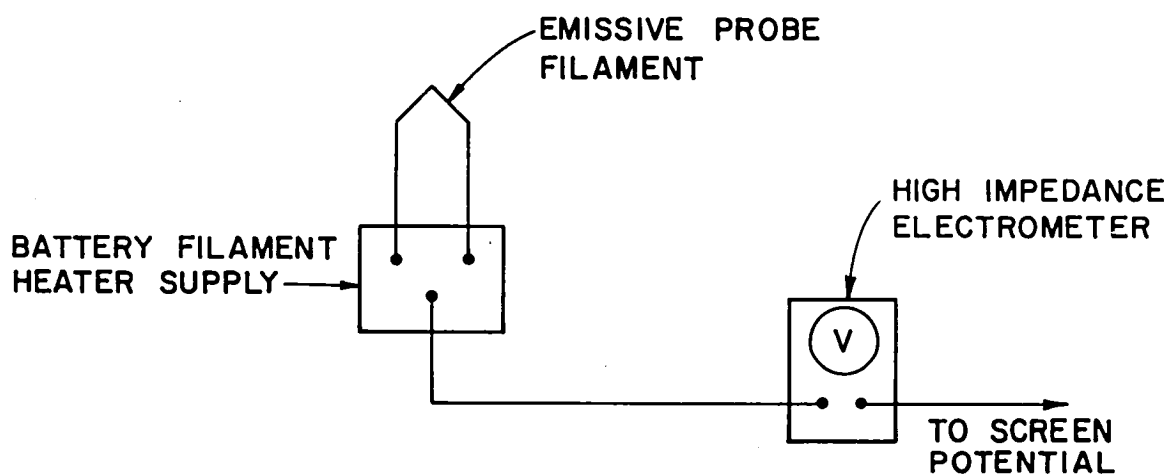 EMISSIVE PROBE
FILAMENT
HIGH IMPEDANCE
ELECTROMETER
BATTERY FILAMENT
HEATER SUPPLY
V
TO SCREEN
POTENTIAL